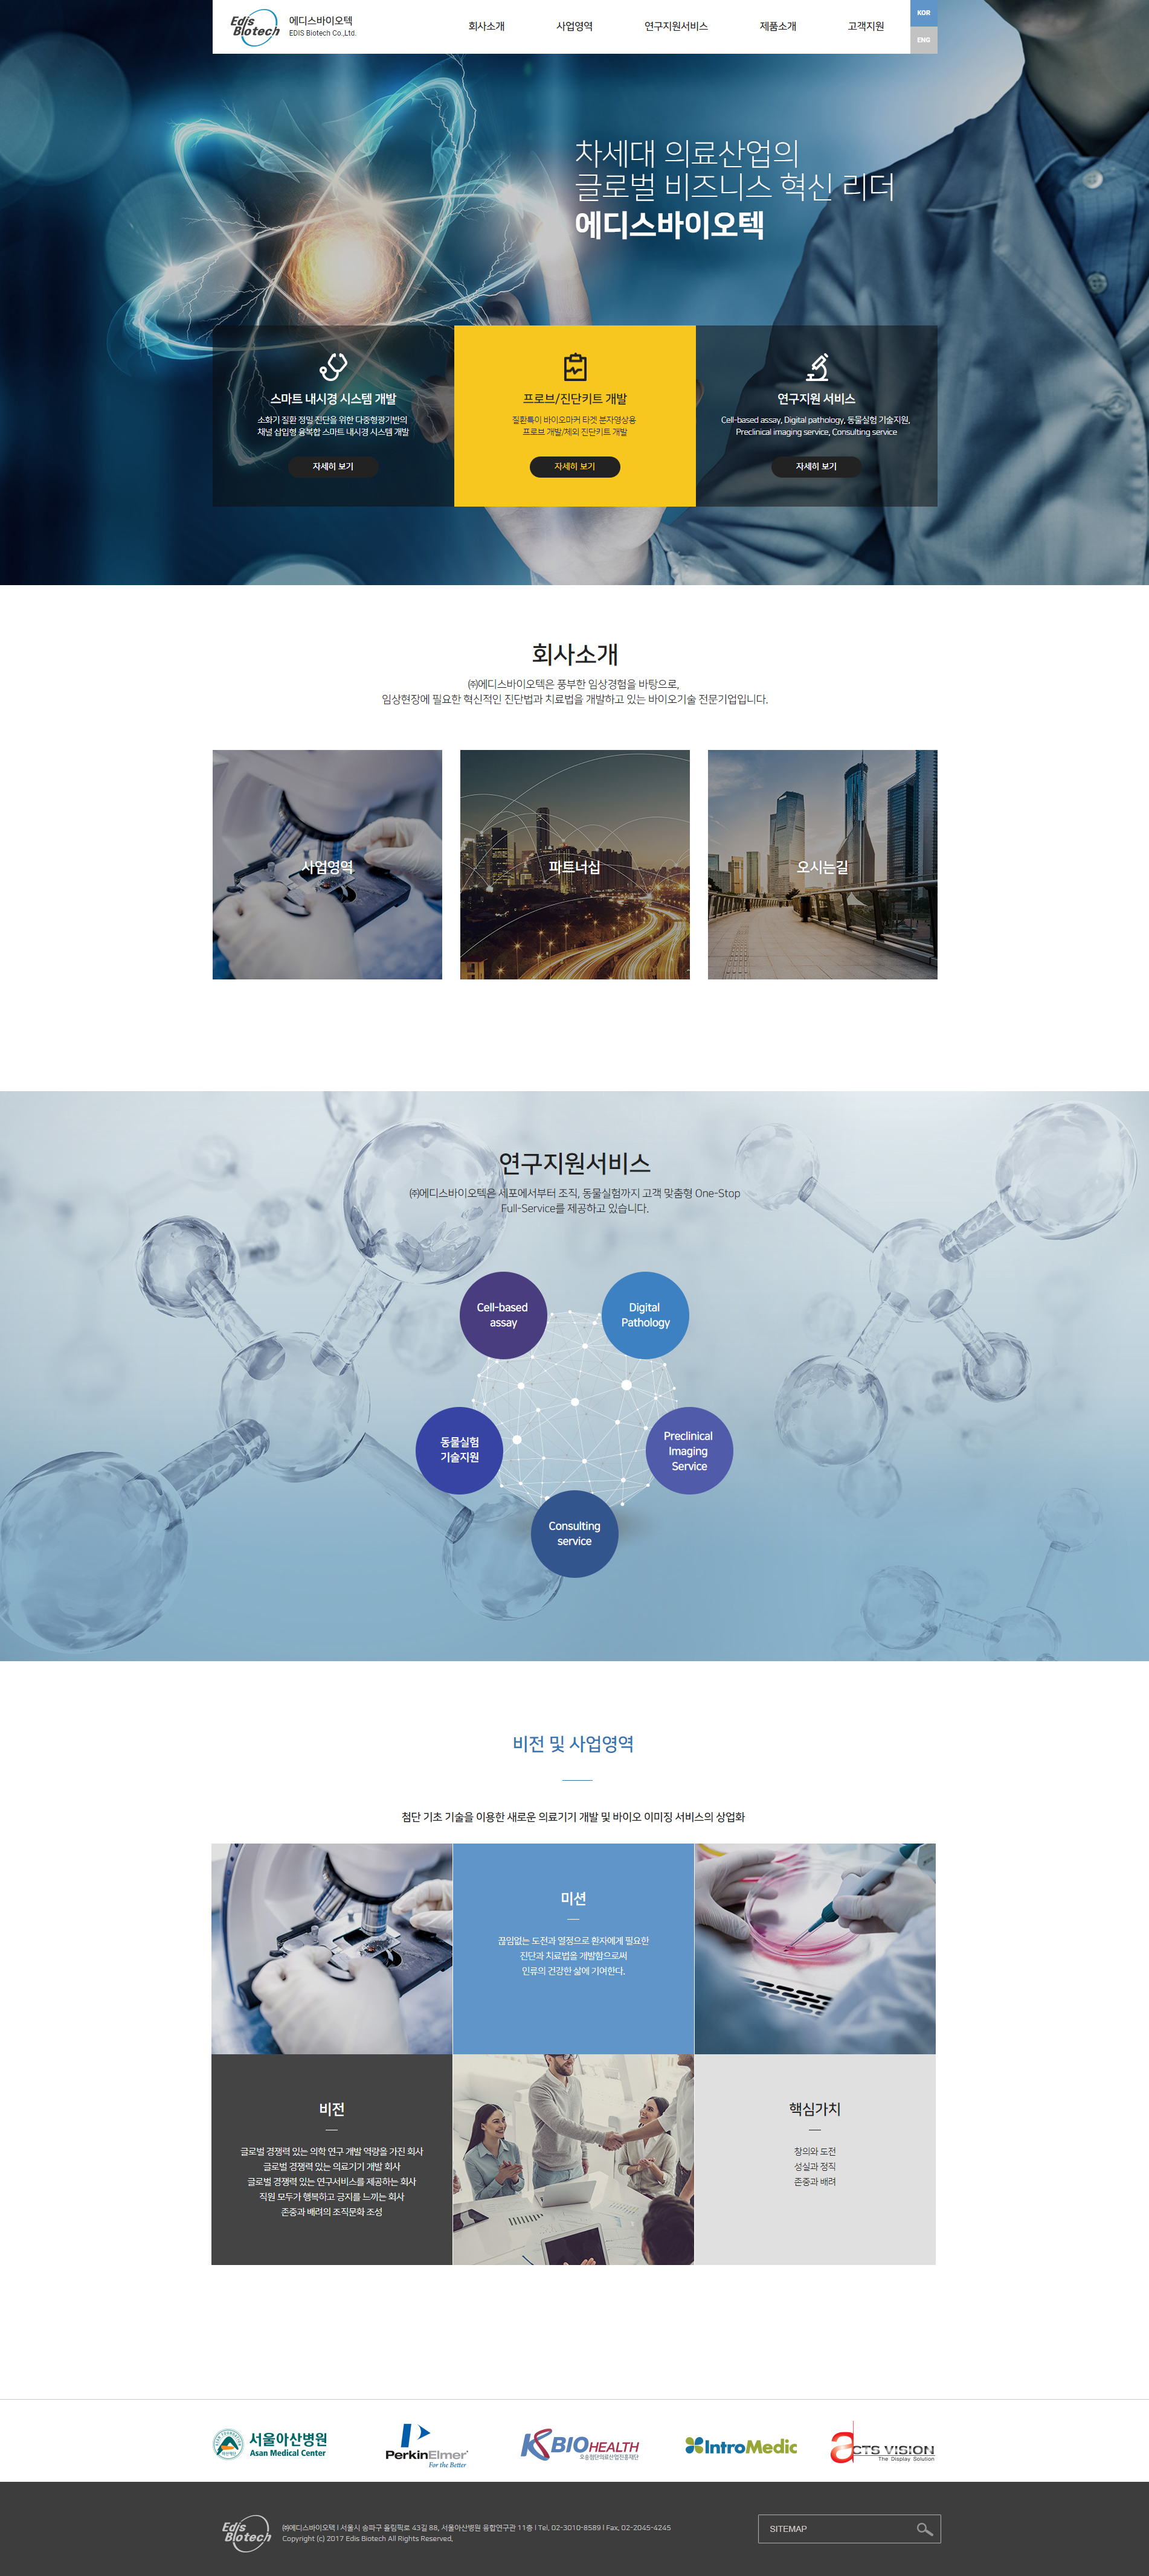 Edis Biotech
에디스바이오텍
EDIS Biotech Co.,Ltd.
회사소개
사업영역
연구지원서비스
제품소개
고객지원
KOR
ENG
차세대 의료산업의
글로벌 비즈니스 혁신 리더
에디스바이오텍
스마트 내시경 시스템 개발
소화기 질환 정밀 진단을 위한 다중형광기반의
채널 삽입형 융복합 스마트 내시경 시스템 개발
자세히 보기
프로브/진단키트 개발
질환특이 바이오마커 타겟 분자영상용
프로브 개발/체외 진단키트 개발
자세히 보기
연구지원 서비스
Cell-based assay, Digital pathology, 동물실험 기술지원,
Preclinical imaging service, Consulting service
자세히 보기
회사소개
㈜에디스바이오텍은 풍부한 임상경험을 바탕으로,
임상현장에 필요한 혁신적인 진단법과 치료법을 개발하고 있는 바이오기술 전문기업입니다.
사업영역
파트너십
오시는길
연구지원서비스
㈜에디스바이오텍은 세포에서부터 조직, 동물실험까지 고객 맞춤형 One-Stop
Full-Service를 제공하고 있습니다.
Cell-based
assay
Digital
Pathology
동물실험
기술지원
Preclinical
Imaging
Service
Consulting
service
비전 및 사업영역
첨단 기초 기술을 이용한 새로운 의료기기 개발 및 바이오 이미징 서비스의 상업화
미션
끊임없는 도전과 열정으로 환자에게 필요한
진단과 치료법을 개발함으로써
인류의 건강한 삶에 기여한다.
비전
글로벌 경쟁력 있는 의학 연구 개발 역량을 가진 회사
글로벌 경쟁력 있는 의료기기 개발 회사
글로벌 경쟁력 있는 연구서비스를 제공하는 회사
직원 모두가 행복하고 긍지를 느끼는 회사
존중과 배려의 조직문화 조성
핵심가치
창의와 도전
성실과 정직
존중과 배려
서울아산병원
Asan Medical Center
PerkinElmer
For the Better
KBIO HEALTH
오송첨단의료산업진흥재단
IntroMedic
aCTS VISION
The Display Solution
Edis Biotech
㈜에디스바이오텍 l 서울시 송파구 올림픽로 43길 88, 서울아산병원 융합연구관 11층 l Tel. 02-3010-8589 l Fax. 02-2045-4245
Copyright (c) 2017 Edis Biotech All Rights Reserved.
SITEMAP